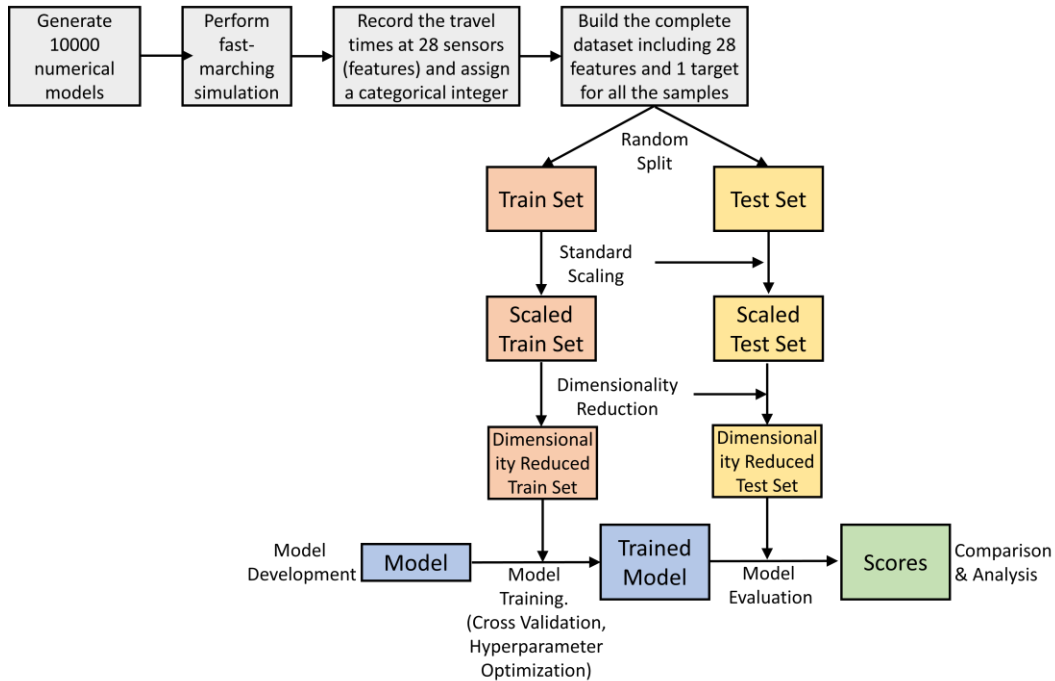 Generate
10000
numerical
models
Perform
fast-
marching
simulation
Record the travel
times at 28 sensors
(features) and assign
a categorical integer
Build the complete
dataset including 28
features and 1 target
for all the samples
Random
Split
Train Set
Test Set
Standard
Scaling
Scaled
Train Set
Scaled
Test Set
Dimensionality
Reduction
Dimensional
ity Reduced
Train Set
Dimensional
ity Reduced
Test Set
Model
Development
Model
Model
Training.
(Cross Validation,
Hyperparameter
Optimization)
Trained
Model
Model
Evaluation
Scores
Comparison
& Analysis